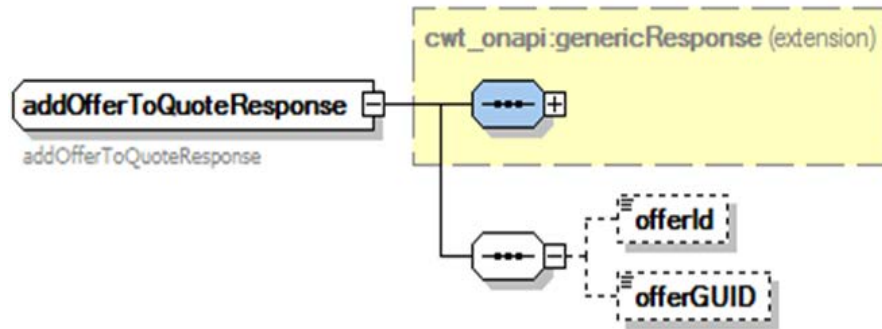 cwt_onapi:genericResponse (extension)
addOfferToQuoteResponse
addOfferToQuoteResponse
offerId
offerGUID